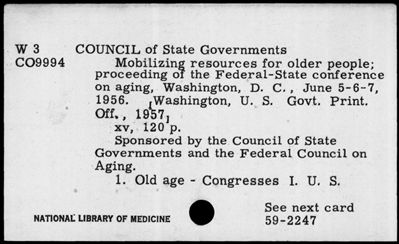 W 3 COUNCIL of State Governments
CO9994 Mobilizing resources for older people;
proceeding of the Federal-State conference
on aging, Washington, D. C., June 5-6-7,
1956. [Washington, U. S. Govt. Print.
Off., 1957]
xv, 120 p.
Sponsored by the Council of State
Governments and the Federal Council on
Aging.
1. Old age - Congresses I. U. S.
See next card
NATIONAL LIBRARY OF MEDICINE 59-2247